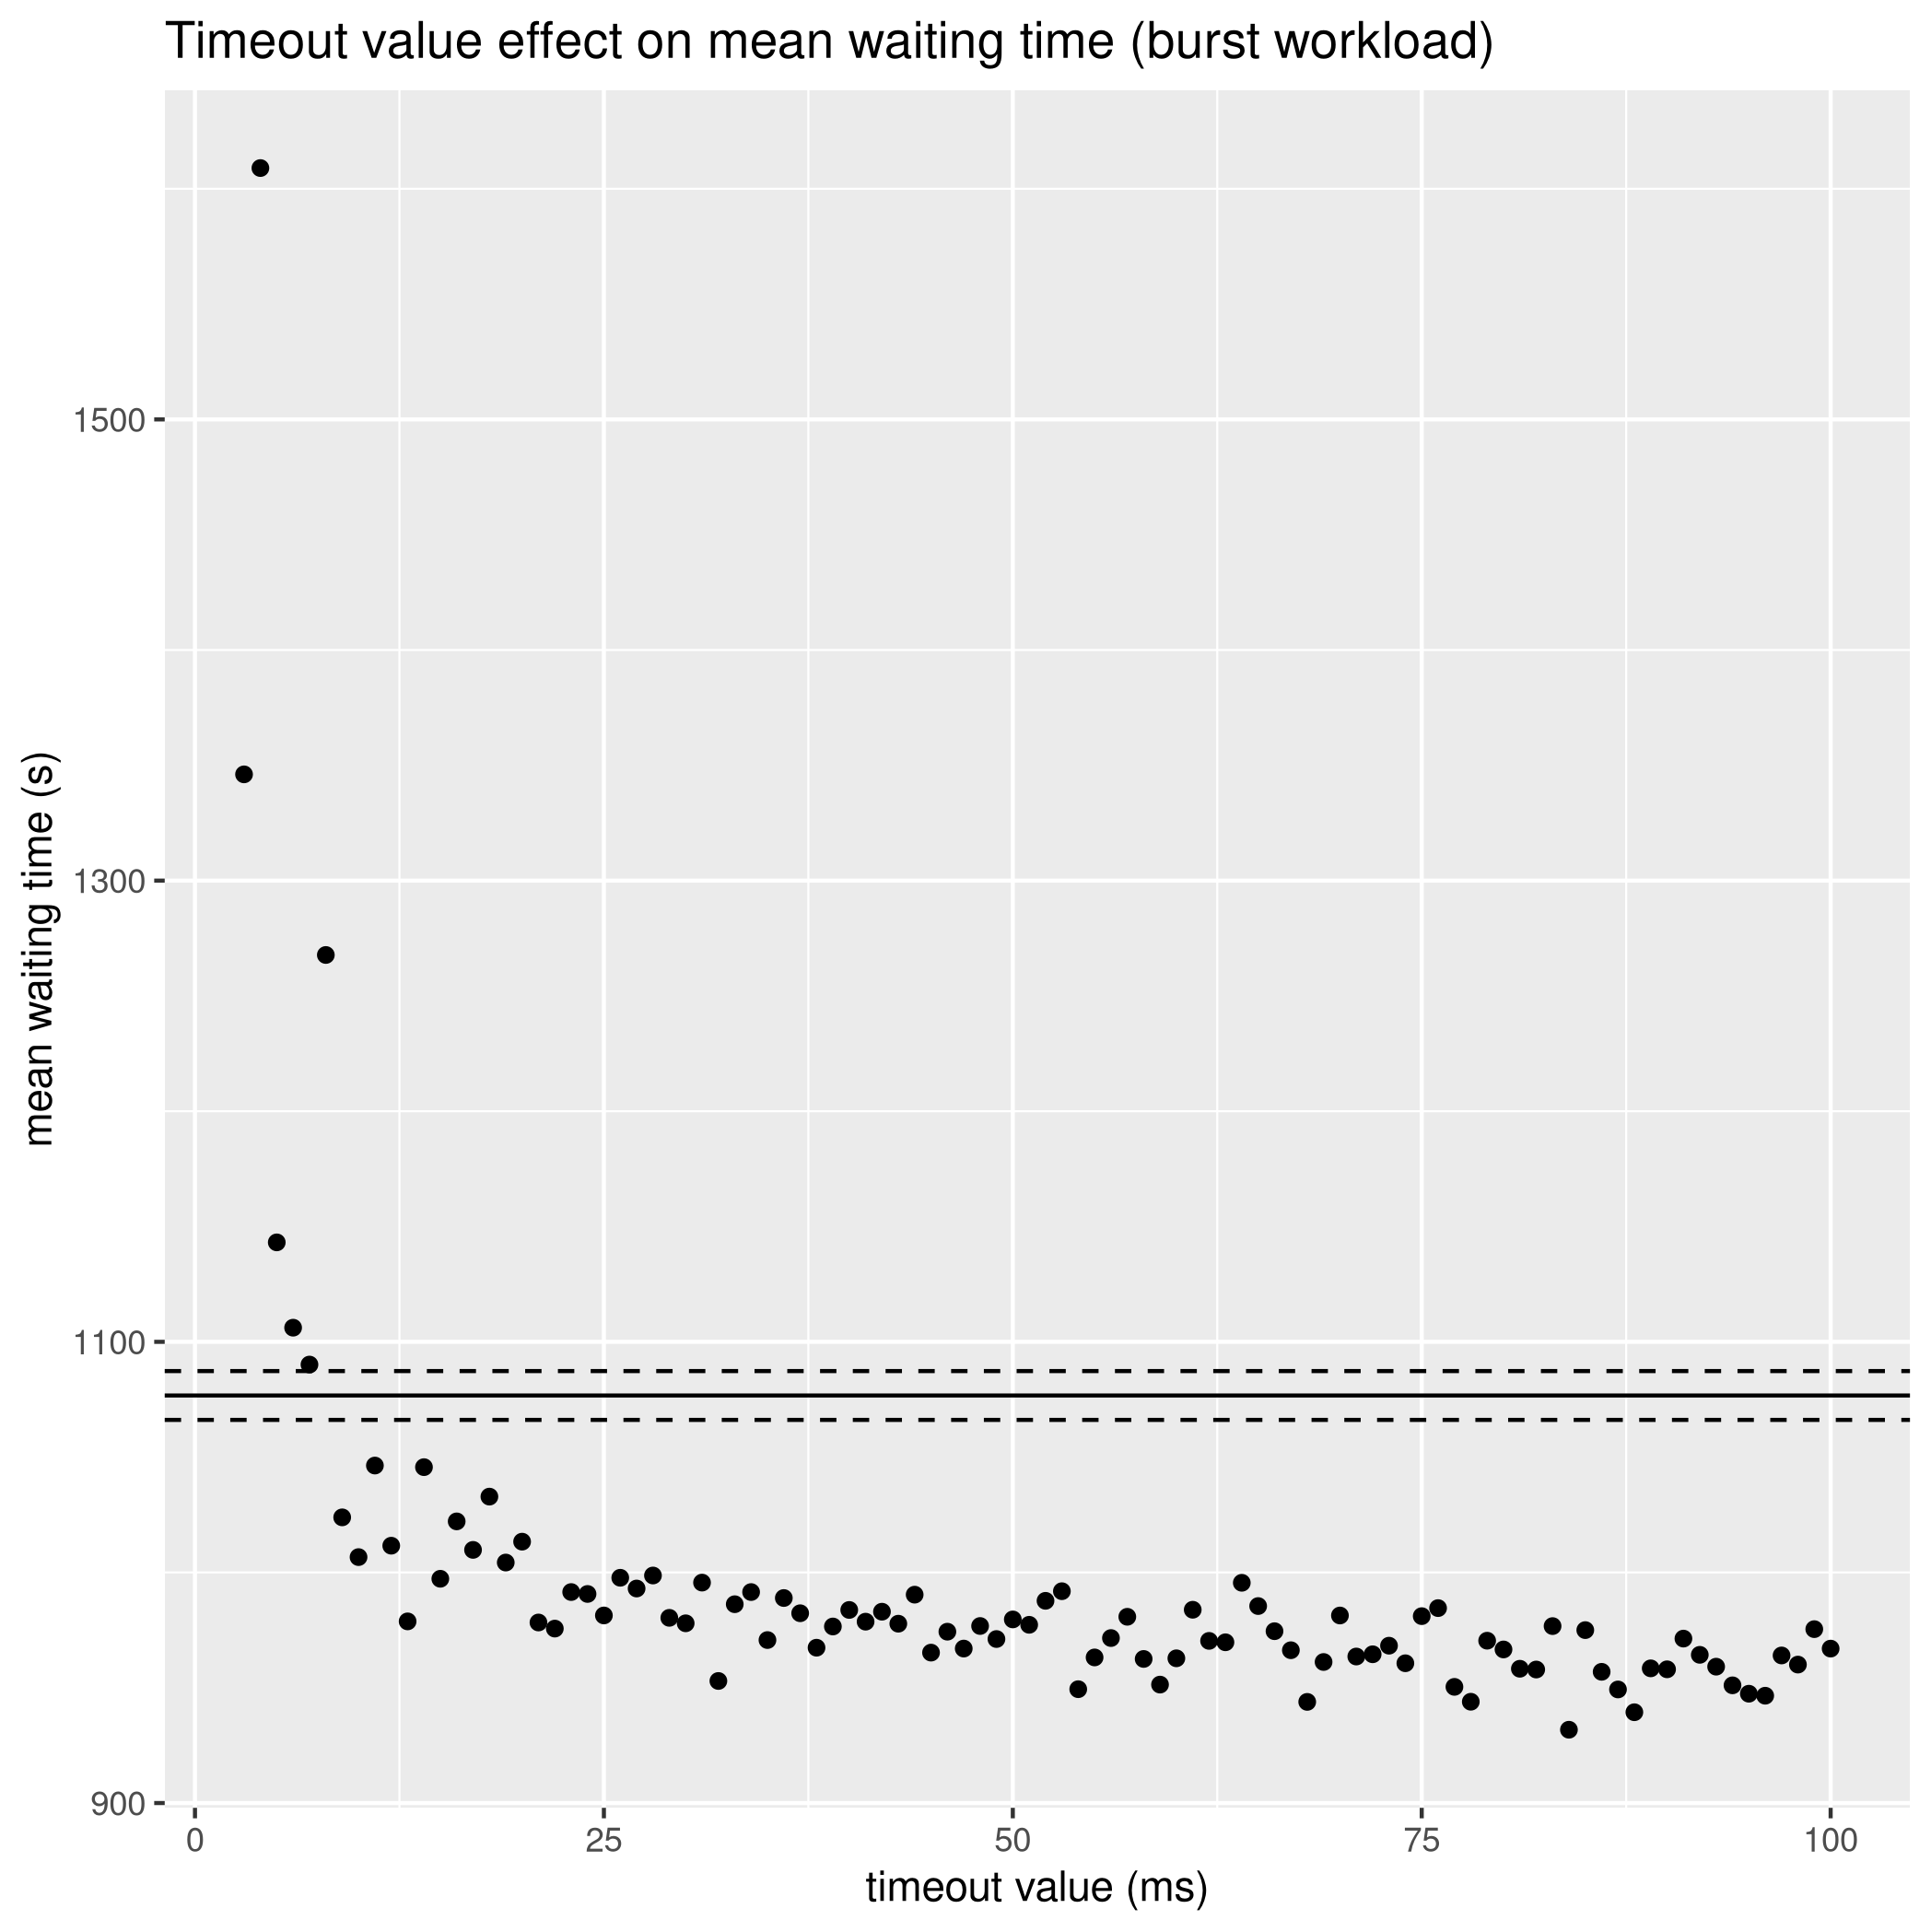 Timeout value effect on mean waiting time (burst workload)
mean waiting time (s)
1500
1300
1100
900
0 25 50 75 100
timeout value (ms)